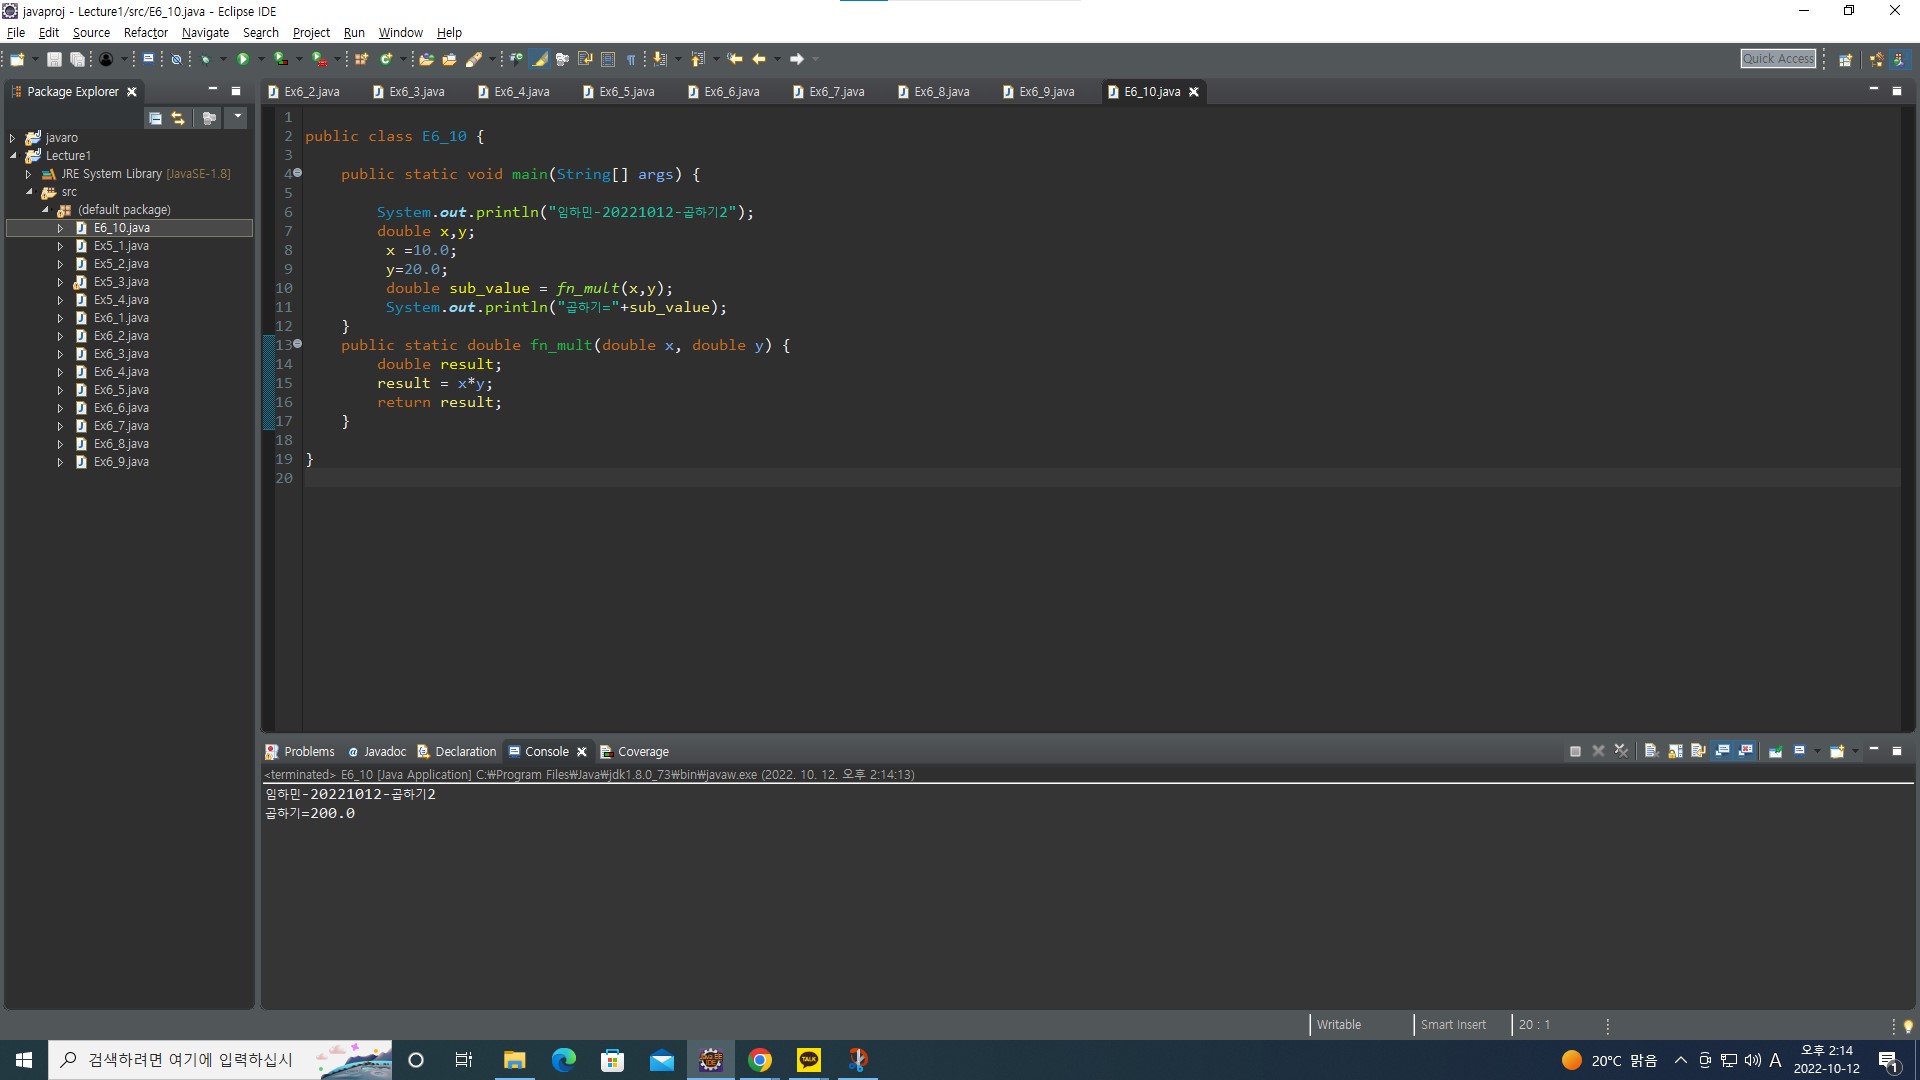 javaproj - Lecture1/src/E6_10.java - Eclipse IDE
File Edit Source Refactor Navigate Search Project Run Window Help
Quick Access
Package Explorer
Ex6_2.java Ex6_3.java Ex6_4.java Ex6_5.java Ex6_6.java Ex6_7.java Ex6_8.java Ex6_9.java E6_10.java
javaro
Lecture1
JRE System Library [JavaSE-1.8]
src
(default package)
E6_10.java
Ex5_1.java
Ex5_2.java
Ex5_3.java
Ex5_4.java
Ex6_1.java
Ex6_2.java
Ex6_3.java
Ex6_4.java
Ex6_5.java
Ex6_6.java
Ex6_7.java
Ex6_8.java
Ex6_9.java
1
2 public class E6_10 {
3
4 public static void main(String[] args) {
5
6 System.out.println("임하민-20221012-곱하기2");
7 double x,y;
8 x =10.0;
9 y=20.0;
10 double sub_value = fn_mult(x,y);
11 System.out.println("곱하기="+sub_value);
12 }
13 public static double fn_mult(double x, double y) {
14 double result;
15 result = x*y;
16 return result;
17 }
18
19 }
20
Problems Javadoc Declaration Console Coverage
<terminated> E6_10 [Java Application] C:₩Program Files₩Java₩jdk1.8.0_73₩bin₩javaw.exe (2022. 10. 12. 오후 2:14:13)
임하민-20221012-곱하기2
곱하기=200.0
Writable Smart Insert 20 : 1
검색하려면 여기에 입력하십시
TALK
20°C 맑음 A 오후 2:14
2022-10-12
1